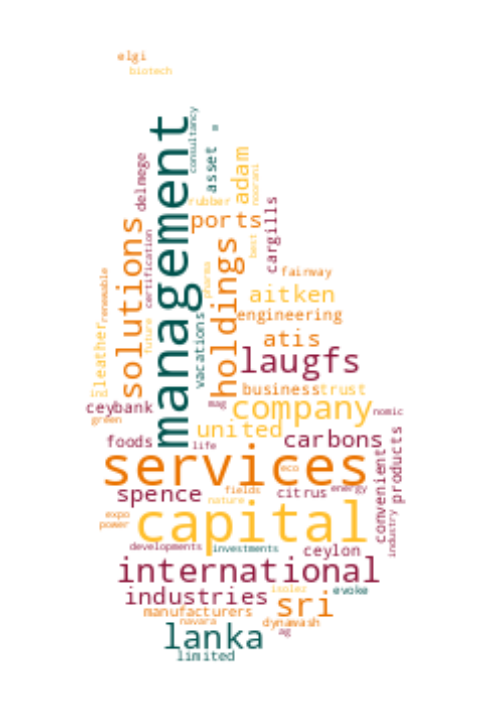 elgi
biotech
management
consultancy
asset
delmege
adam
noorani
rubber
cargills
ports
solutions
certification
holdings
best
pharma
renewable
fairway
aitken
engineering
future
vacations
leather
atis
laugfs
business
trust
ceybank
mag
company
nomic
green
united
foods
life
carbons
convenient
products
industry
services
eco
spence
fields
citrus
energy
nature
expo
power
capital
developments
investments
ceylon
international
industries
evoke
sri
manufacturers
navara
dynawash
ag
lanka
limited